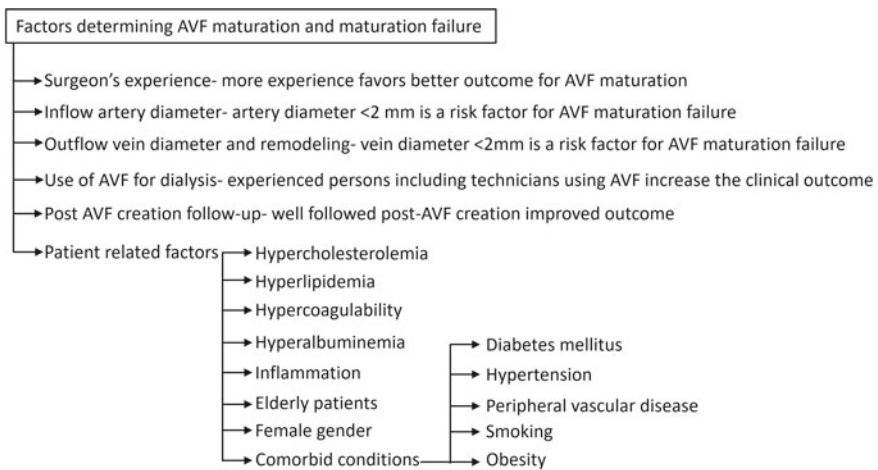 Factors determining AVF maturation and maturation failure
Surgeon's experience- more experience favors better outcome for AVF maturation
Inflow artery diameter- artery diameter <2 mm is a risk factor for AVF maturation failure
Outflow vein diameter and remodeling- vein diameter <2mm is a risk factor for AVF maturation failure
Use of AVF for dialysis- experienced persons including technicians using AVF increase the clinical outcome
Post AVF creation follow-up- well followed post-AVF creation improved outcome
Patient related factors
Hypercholesterolemia
Hyperlipidemia
Hypercoagulability
Hyperalbuminemia
Inflammation
Elderly patients
Female gender
Comorbid conditions
Diabetes mellitus
Hypertension
Peripheral vascular disease
Smoking
Obesity